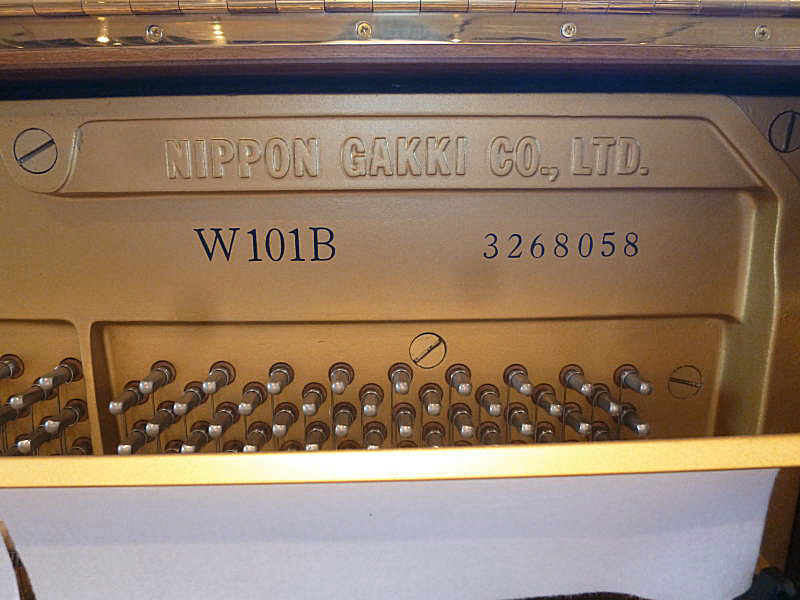 NIPPON GAKKI CO., LTD.
W101B 3268058